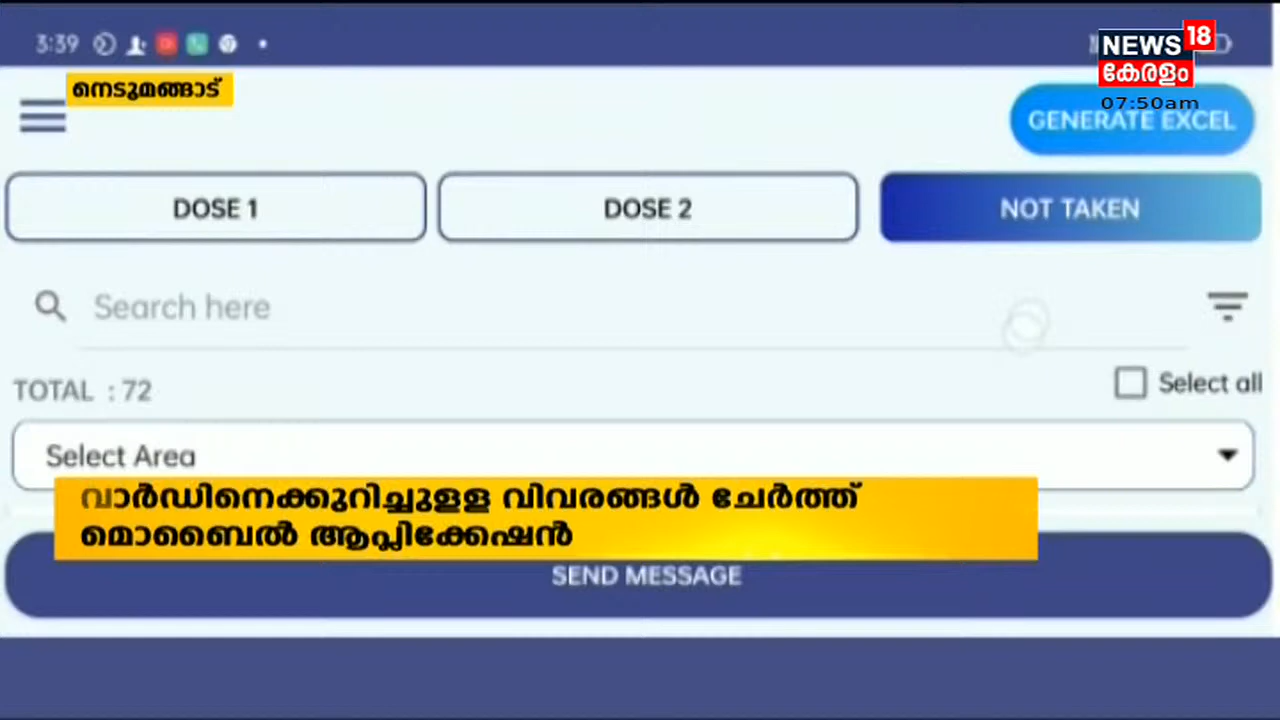 3:39
NEWS 18
കേരളം
07:50am
നെടുമങ്ങാട്
GENERATE EXCEL
DOSE 1
DOSE 2
NOT TAKEN
Search here
TOTAL : 72
Select all
Select Area
വാർഡിനെക്കുറിച്ചുളള വിവരങ്ങൾ ചേർത്ത്
മൊബൈൽ ആപ്ലിക്കേഷൻ
SEND MESSAGE